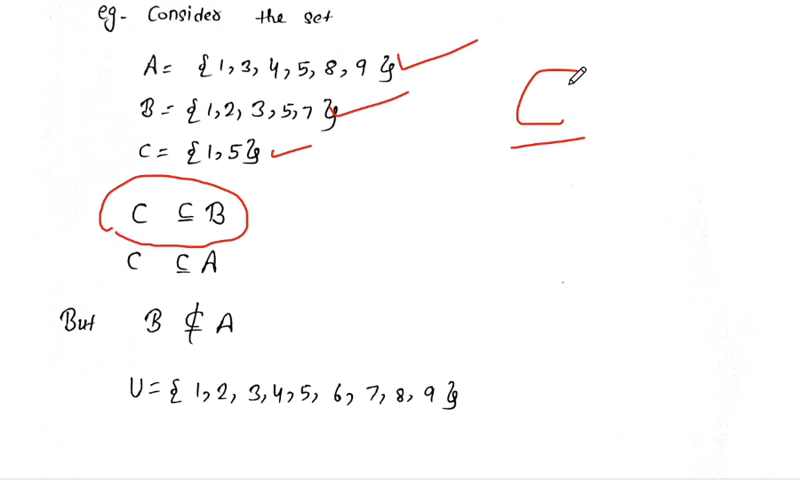 eg- Consider the set
A = {1, 3, 4, 5, 8, 9}
B = {1, 2, 3, 5, 7}
C = {1, 5}
⊆
C ⊆ B
C ⊆ A
But B ⊄ A
U = {1, 2, 3, 4, 5, 6, 7, 8, 9}